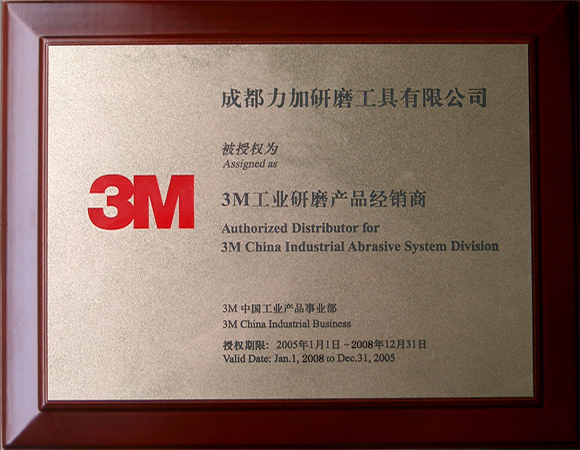 成都力加研磨工具有限公司
被授权为
Assigned as
3M
3M工业研磨产品经销商
Authorized Distributor for
3M China Industrial Abrasive System Division
3M 中国工业产品事业部
3M China Industrial Business
授权期限：2005年1月1日 ~ 2008年12月31日
Valid Date: Jan.1, 2008 to Dec.31, 2005